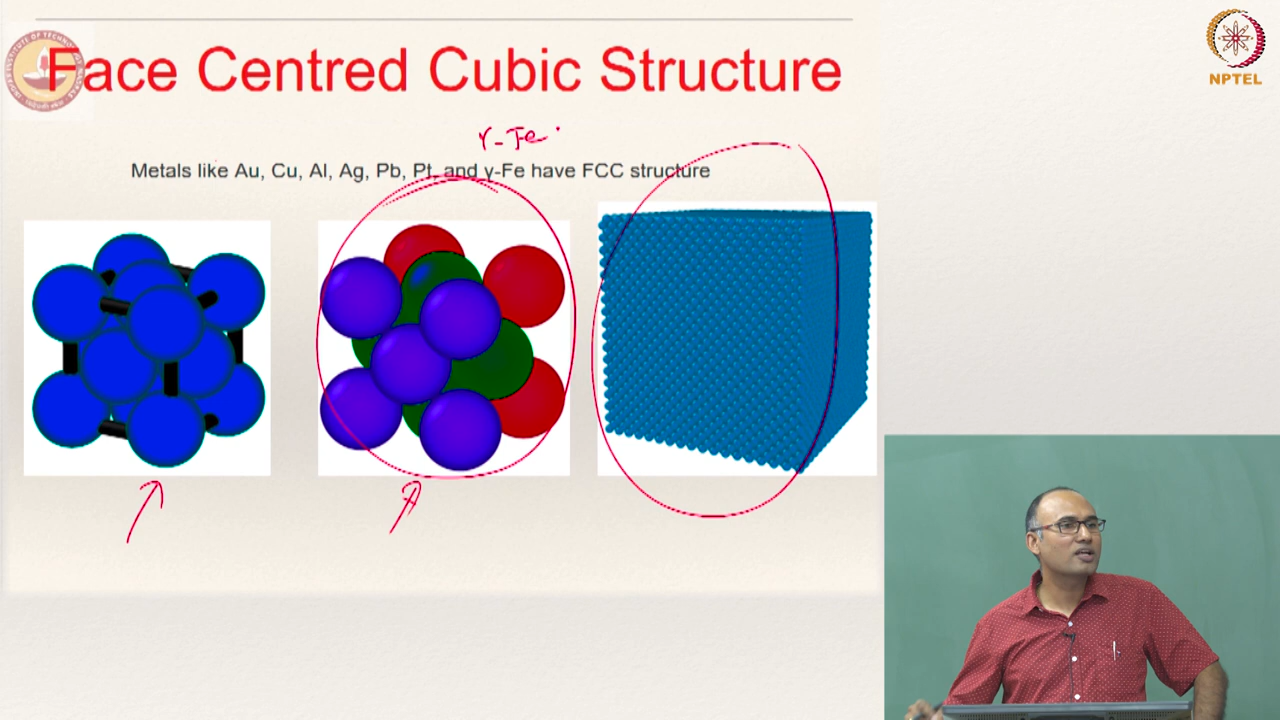 Face Centred Cubic Structure
NPTEL
γ-Fe
Metals like Au, Cu, Al, Ag, Pb, Pt, and γ-Fe have FCC structure